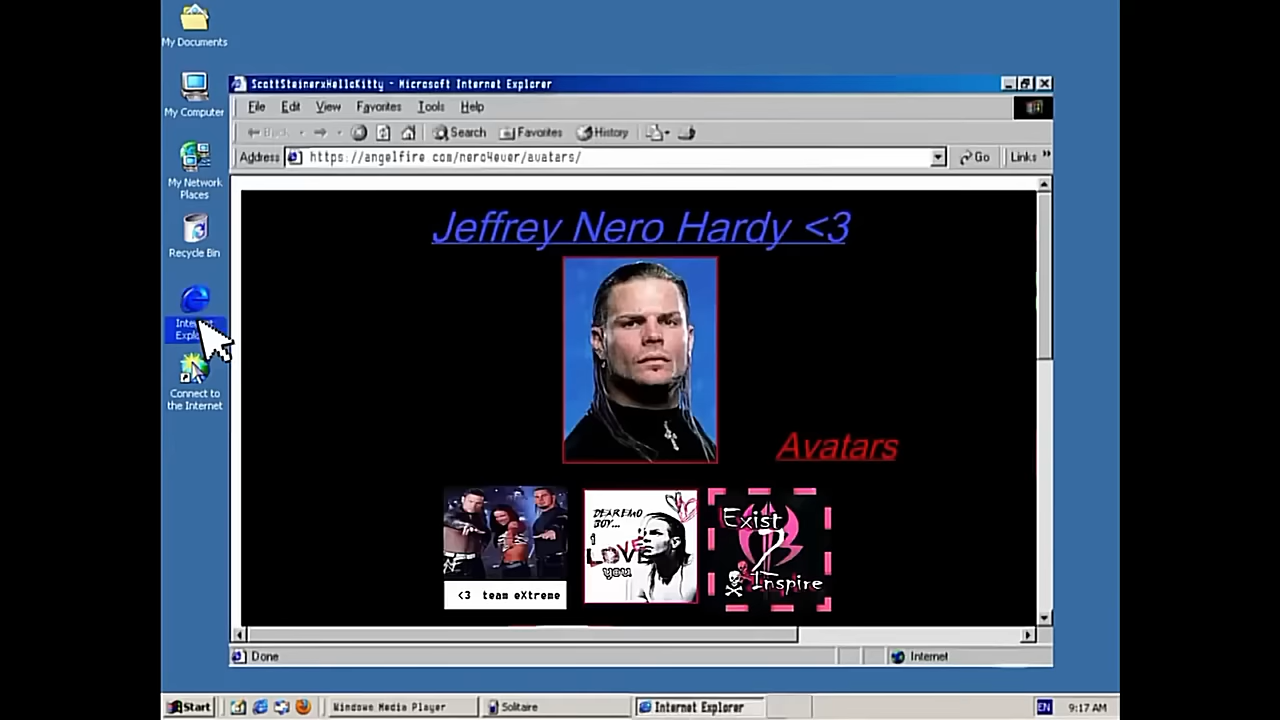 My Documents
My Computer
My Network
Places
Recycle Bin
Connect to
the Internet
ScottSteinerxHelloKitty - Microsoft Internet Explorer
File Edit View Favorites Tools Help
Back Search Favorites History
Address https://angelfire com/nero4ever/avatars/ Go Links »
Jeffrey Nero Hardy <3
Avatars
<3 team eXtreme
DEAREMO
BOY...
I
LOVE
you
Exist
2
Inspire
Done
Internet
Start Windows Media Player Solitaire Internet Explorer EN 9:17 AM